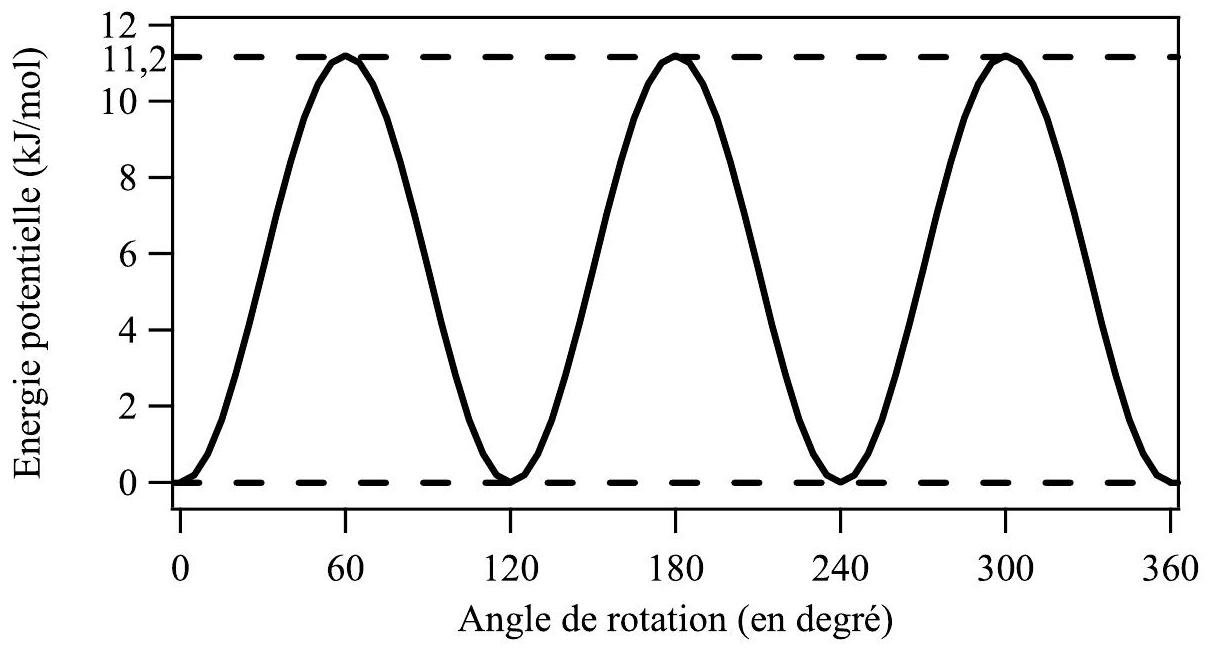 Energie potentielle (kJ/mol)
12
11,2
10
8
6
4
2
0
0 60 120 180 240 300 360
Angle de rotation (en degré)